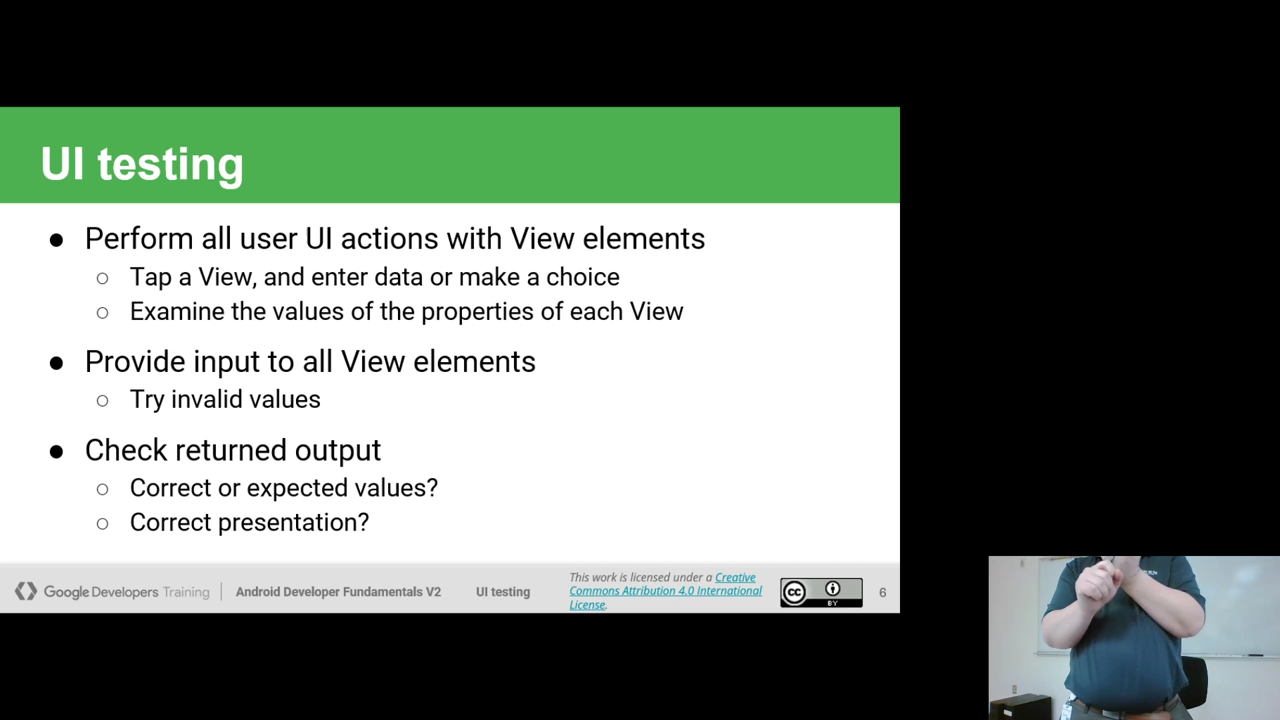 UI testing
● Perform all user UI actions with View elements
○ Tap a View, and enter data or make a choice
○ Examine the values of the properties of each View
● Provide input to all View elements
○ Try invalid values
● Check returned output
○ Correct or expected values?
○ Correct presentation?
Google Developers Training
Android Developer Fundamentals V2
UI testing
This work is licensed under a Creative
Commons Attribution 4.0 International
License.
cc
BY
6